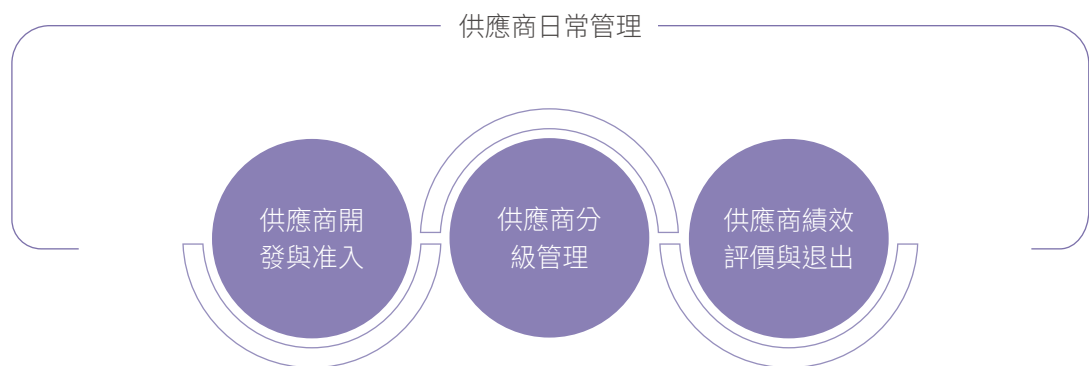 供應商日常管理
供應商開
發與准入
供應商分
級管理
供應商績效
評價與退出